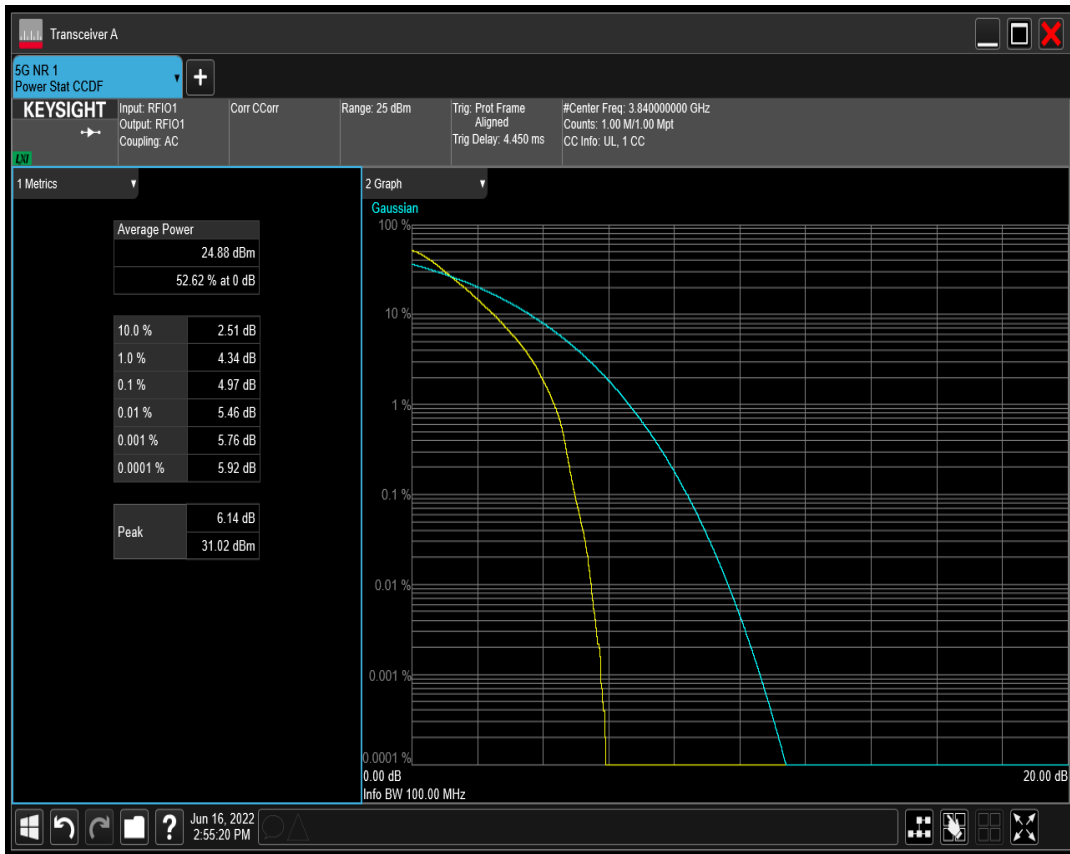 Transceiver A
5G NR 1
Power Stat CCDF
+
KEYSIGHT
LXI
Input: RFIO1
Output: RFIO1
Coupling: AC
Corr CCorr
Range: 25 dBm
Trig: Prot Frame
Aligned
Trig Delay: 4.450 ms
#Center Freq: 3.840000000 GHz
Counts: 1.00 M/1.00 Mpt
CC Info: UL, 1 CC
1 Metrics
Average Power
24.88 dBm
52.62 % at 0 dB
10.0 % 2.51 dB
1.0 % 4.34 dB
0.1 % 4.97 dB
0.01 % 5.46 dB
0.001 % 5.76 dB
0.0001 % 5.92 dB
Peak
6.14 dB
31.02 dBm
2 Graph
Gaussian
100 %
10 %
1 %
0.1 %
0.01 %
0.001 %
0.0001 %
0.00 dB 20.00 dB
Info BW 100.00 MHz
?
Jun 16, 2022
2:55:20 PM